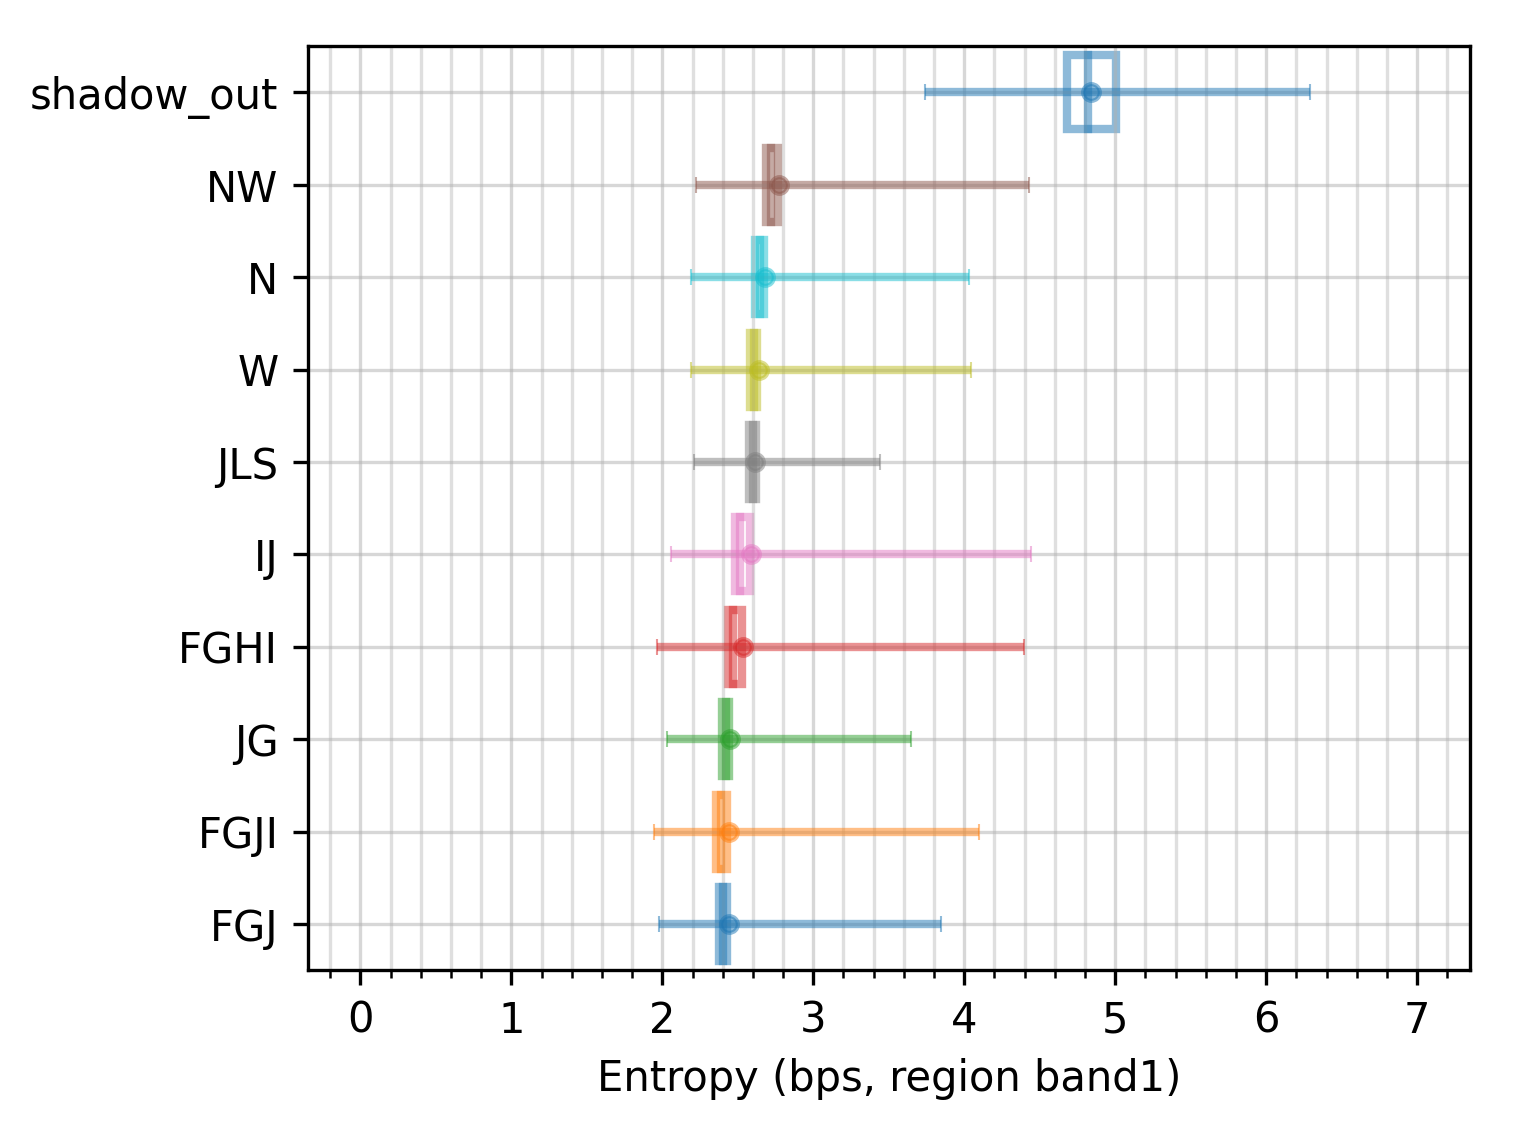 shadow_out
NW
N
W
JLS
IJ
FGHI
JG
FGJI
FGJ
0 1 2 3 4 5 6 7
Entropy (bps, region band1)